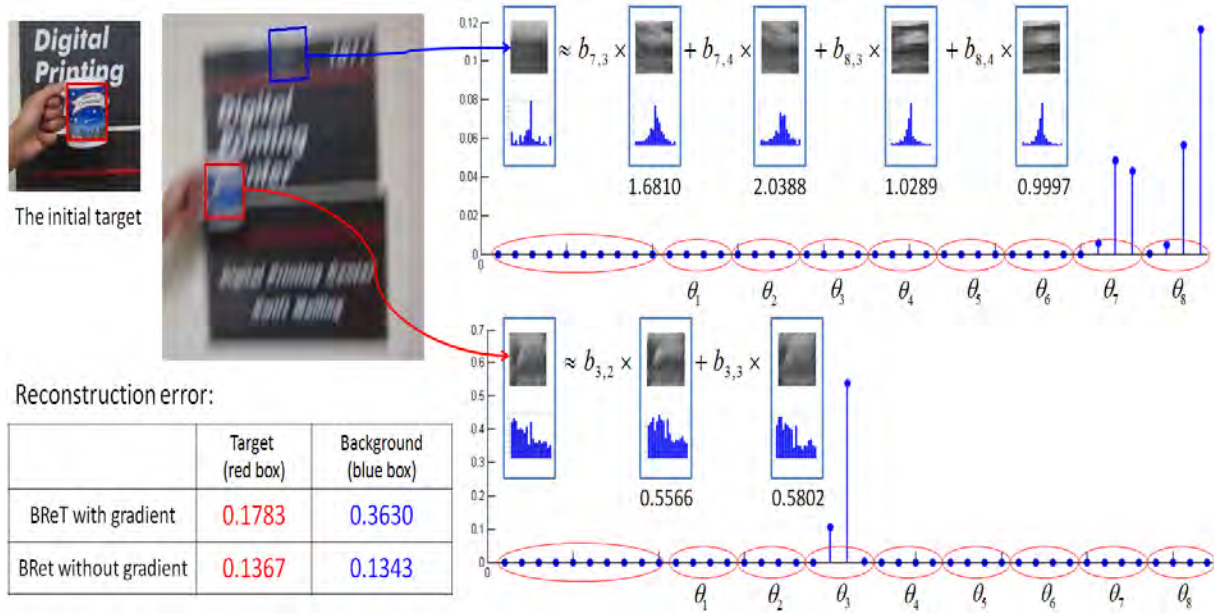 Digital
Printing
The initial target
Digital
Printing
0.12
0.1
0.08
0.06
0.04
0.02
0
0
≈ b7,3 × + b7,4 × + b8,3 × + b8,4 ×
1.6810 2.0388 1.0289 0.9997
θ1 θ2 θ3 θ4 θ5 θ6 θ7 θ8
0.7
0.6
0.5
0.4
0.3
0.2
0.1
0
0
≈ b3,2 × + b3,3 ×
0.5566 0.5802
θ1 θ2 θ3 θ4 θ5 θ6 θ7 θ8
Reconstruction error:
Target
(red box)
Background
(blue box)
BReT with gradient 0.1783 0.3630
BRet without gradient 0.1367 0.1343